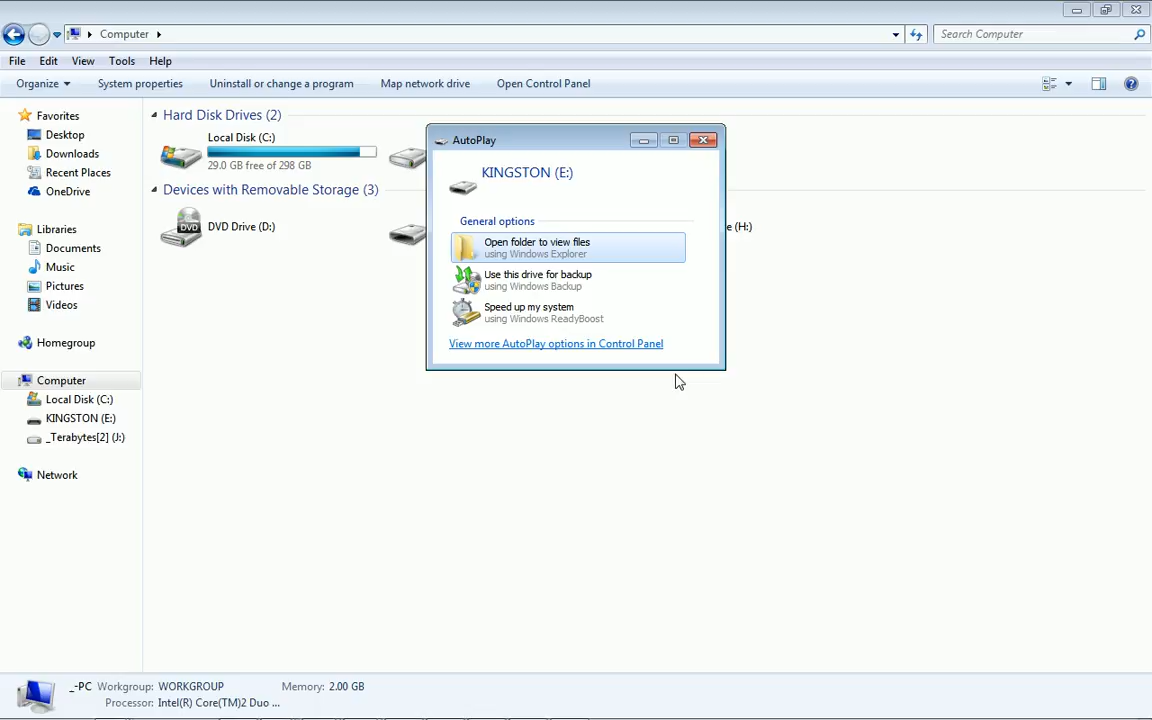 Computer
Search Computer
File Edit View Tools Help
Organize System properties Uninstall or change a program Map network drive Open Control Panel
Favorites
Desktop
Downloads
Recent Places
OneDrive
Libraries
Documents
Music
Pictures
Videos
Homegroup
Computer
Local Disk (C:)
KINGSTON (E:)
_Terabytes[2] (J:)
Network
Hard Disk Drives (2)
Local Disk (C:)
29.0 GB free of 298 GB
Devices with Removable Storage (3)
DVD
DVD Drive (D:)
e (H:)
AutoPlay
KINGSTON (E:)
General options
Open folder to view files
using Windows Explorer
Use this drive for backup
using Windows Backup
Speed up my system
using Windows ReadyBoost
View more AutoPlay options in Control Panel
_-PC Workgroup: WORKGROUP Memory: 2.00 GB
Processor: Intel(R) Core(TM)2 Duo ...